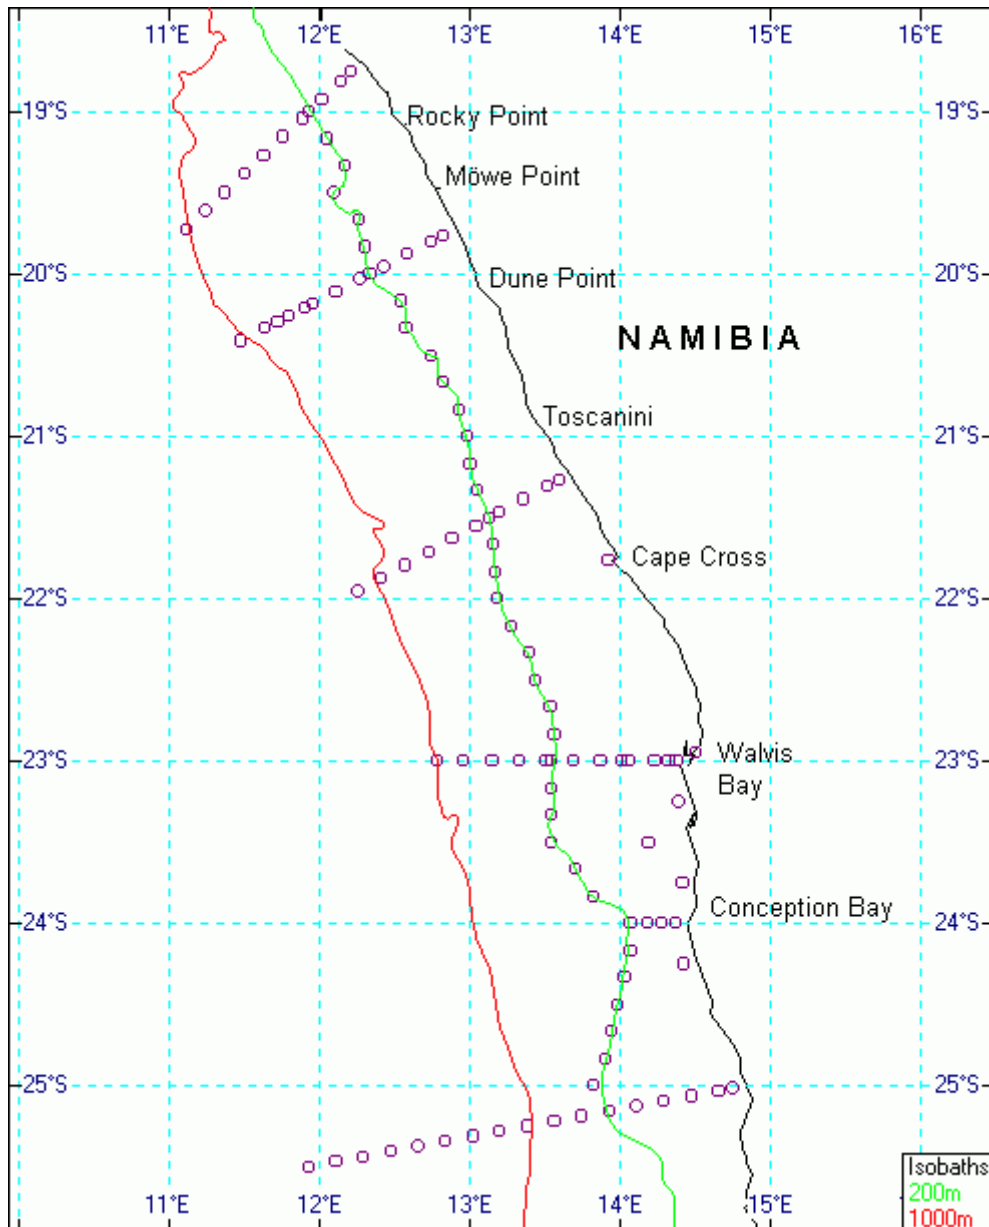 11°E 12°E 13°E 14°E 15°E 16°E
19°S 19°S
Rocky Point
Möwe Point
20°S 20°S
Dune Point
NAMIBIA
Toscanini
21°S 21°S
Cape Cross
22°S 22°S
Walvis
Bay
23°S 23°S
Conception Bay
24°S 24°S
25°S 25°S
Isobaths
200m
1000m
11°E 12°E 13°E 14°E 15°E